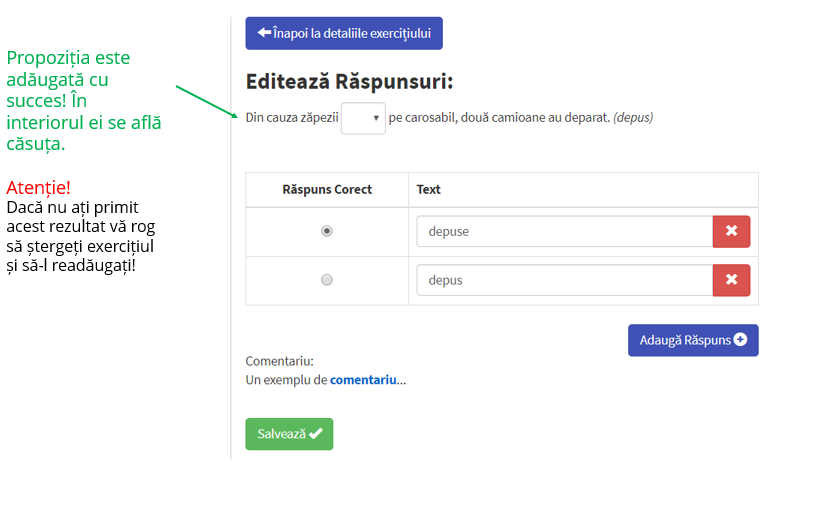 Propoziția este
adăugată cu
succes! În
interiorul ei se află
căsuța.
Atenție!
Dacă nu ați primit
acest rezultat vă rog
să ștergeți exercițiul
și să-l readăugați!
Înapoi la detaliile exercițiului
Editează Răspunsuri:
Din cauza zăpezii pe carosabil, două camioane au deparat. (depus)
Răspuns Corect Text
depuse
depus
Adaugă Răspuns
Comentariu:
Un exemplu de comentariu...
Salvează